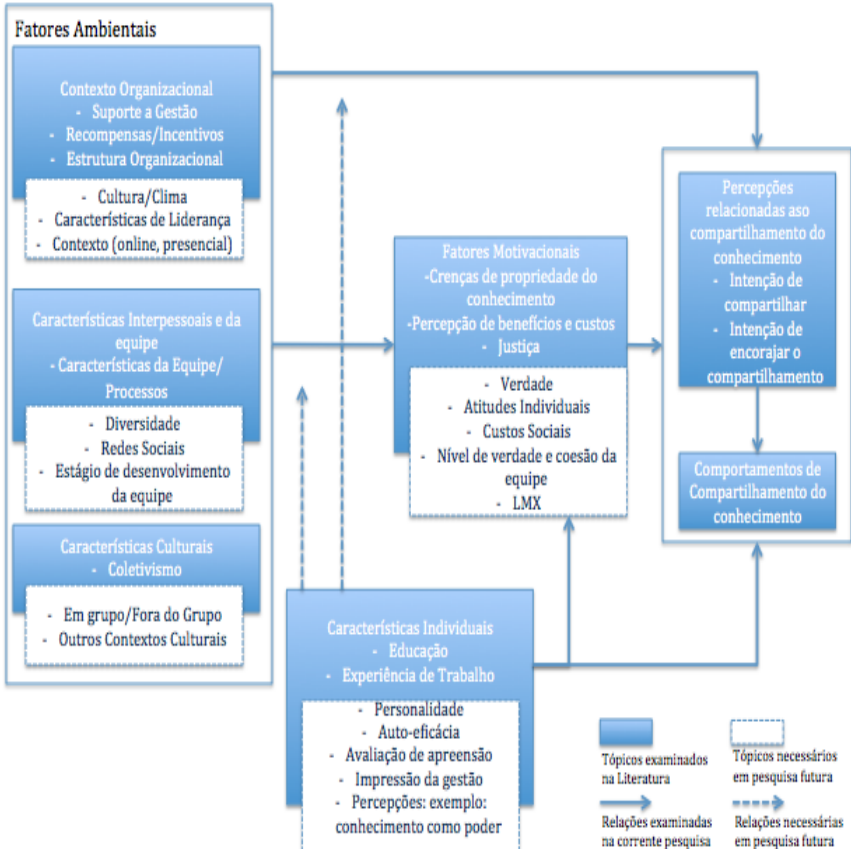 Fatores Ambientais
Contexto Organizacional
- Suporte a Gestão
- Recompensas/Incentivos
- Estrutura Organizacional
- Cultura/Clima
- Características de Liderança
- Contexto (online, presencial)
Características Interpessoais e da
equipe
- Características da Equipe/
Processos
- Diversidade
- Redes Sociais
- Estágio de desenvolvimento
da equipe
Características Culturais
- Coletivismo
- Em grupo/Fora do Grupo
- Outros Contextos Culturais
Fatores Motivacionais
-Crenças de propriedade do
conhecimento
-Percepção de benefícios e custos
- Justiça
- Verdade
- Atitudes Individuais
- Custos Sociais
- Nível de verdade e coesão da
equipe
- LMX
Características Individuais
- Educação
- Experiência de Trabalho
- Personalidade
- Auto-eficácia
- Avaliação de apreensão
- Impressão da gestão
- Percepções: exemplo:
conhecimento como poder
Percepções
relacionadas aso
compartilhamento do
conhecimento
- Intenção de
compartilhar
- Intenção de
encorajar o
compartilhamento
Comportamentos de
Compartilhamento do
conhecimento
Tópicos examinados
na Literatura
Tópicos necessários
em pesquisa futura
Relações examinadas
na corrente pesquisa
Relações necessárias
em pesquisa futura